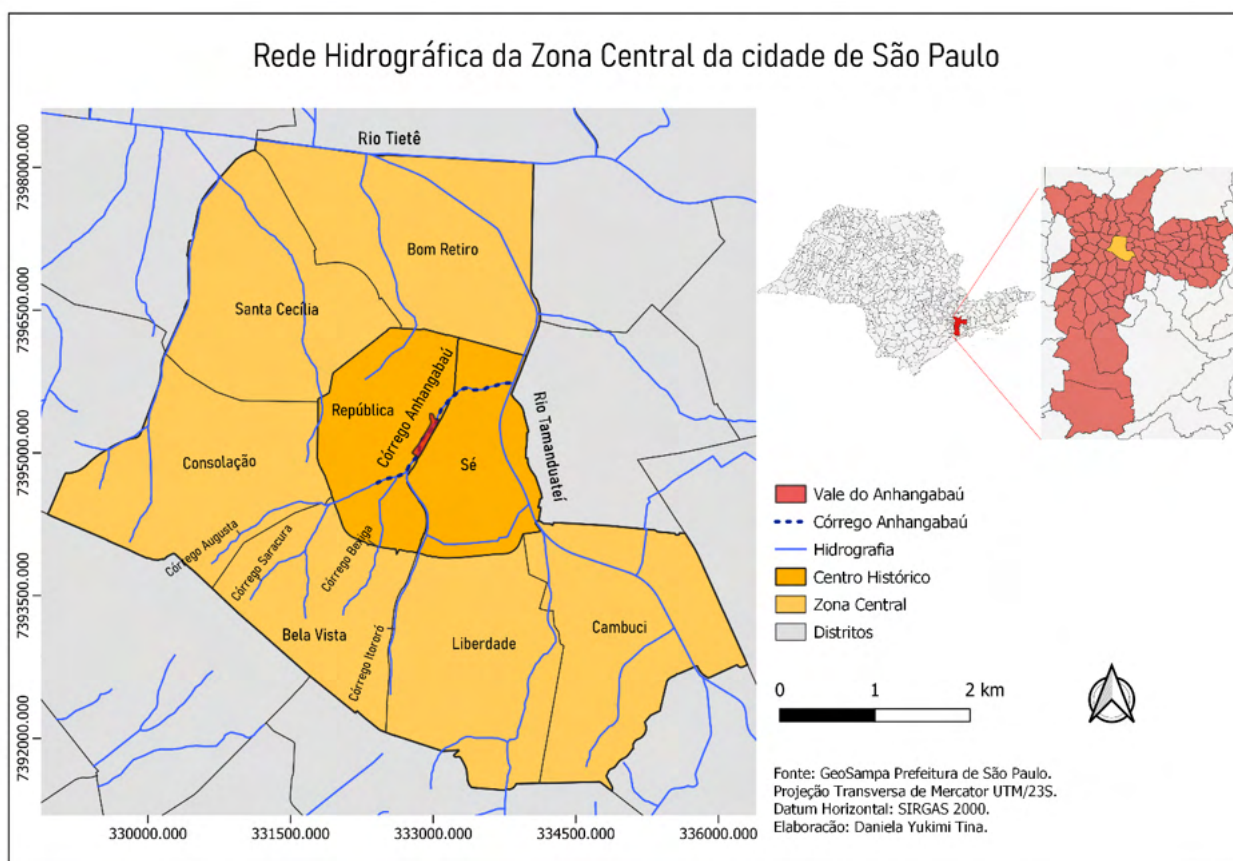 Rede Hidrográfica da Zona Central da cidade de São Paulo
Rio Tietê
Bom Retiro
Santa Cecília
República
Córrego Anhangabaú
Consolação
Sé
Rio Tamanduateí
Córrego Augusta
Córrego Saracura
Córrego Bexiga
Bela Vista
Córrego Itororó
Liberdade
Cambuci
7398000.000
7396500.000
7395000.000
7393500.000
7392000.000
330000.000
331500.000
333000.000
334500.000
336000.000
Vale do Anhangabaú
Córrego Anhangabaú
Hidrografia
Centro Histórico
Zona Central
Distritos
0 1 2 km
Fonte: GeoSampa Prefeitura de São Paulo.
Projeção Transversa de Mercator UTM/23S.
Datum Horizontal: SIRGAS 2000.
Elaboracão: Daniela Yukimi Tina.